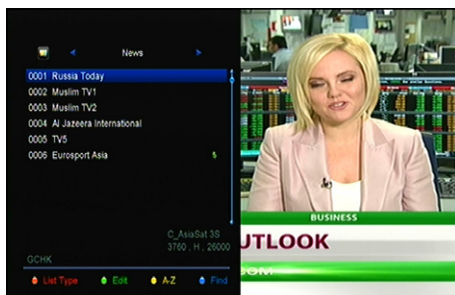 News
0001 Russia Today
0002 Muslim TV1
0003 Muslim TV2
0004 Al Jazeera International
0005 TV5
0006 Eurosport Asia $
C_AsiaSat 3S
3760 , H , 26000
GCHK
List Type Edit A-Z Find
BUSINESS
UTLOOK
.COM